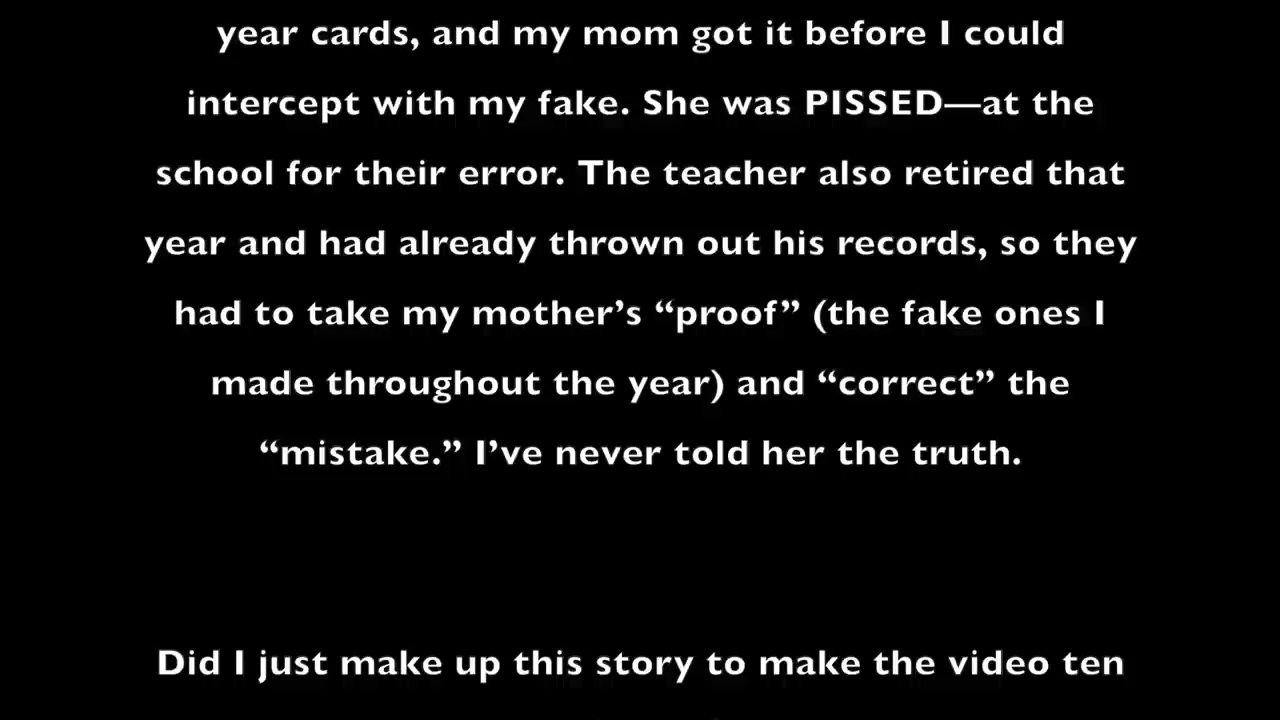 year cards, and my mom got it before I could
intercept with my fake. She was PISSED—at the
school for their error. The teacher also retired that
year and had already thrown out his records, so they
had to take my mother’s “proof” (the fake ones I
made throughout the year) and “correct” the
“mistake.” I’ve never told her the truth.
Did I just make up this story to make the video ten